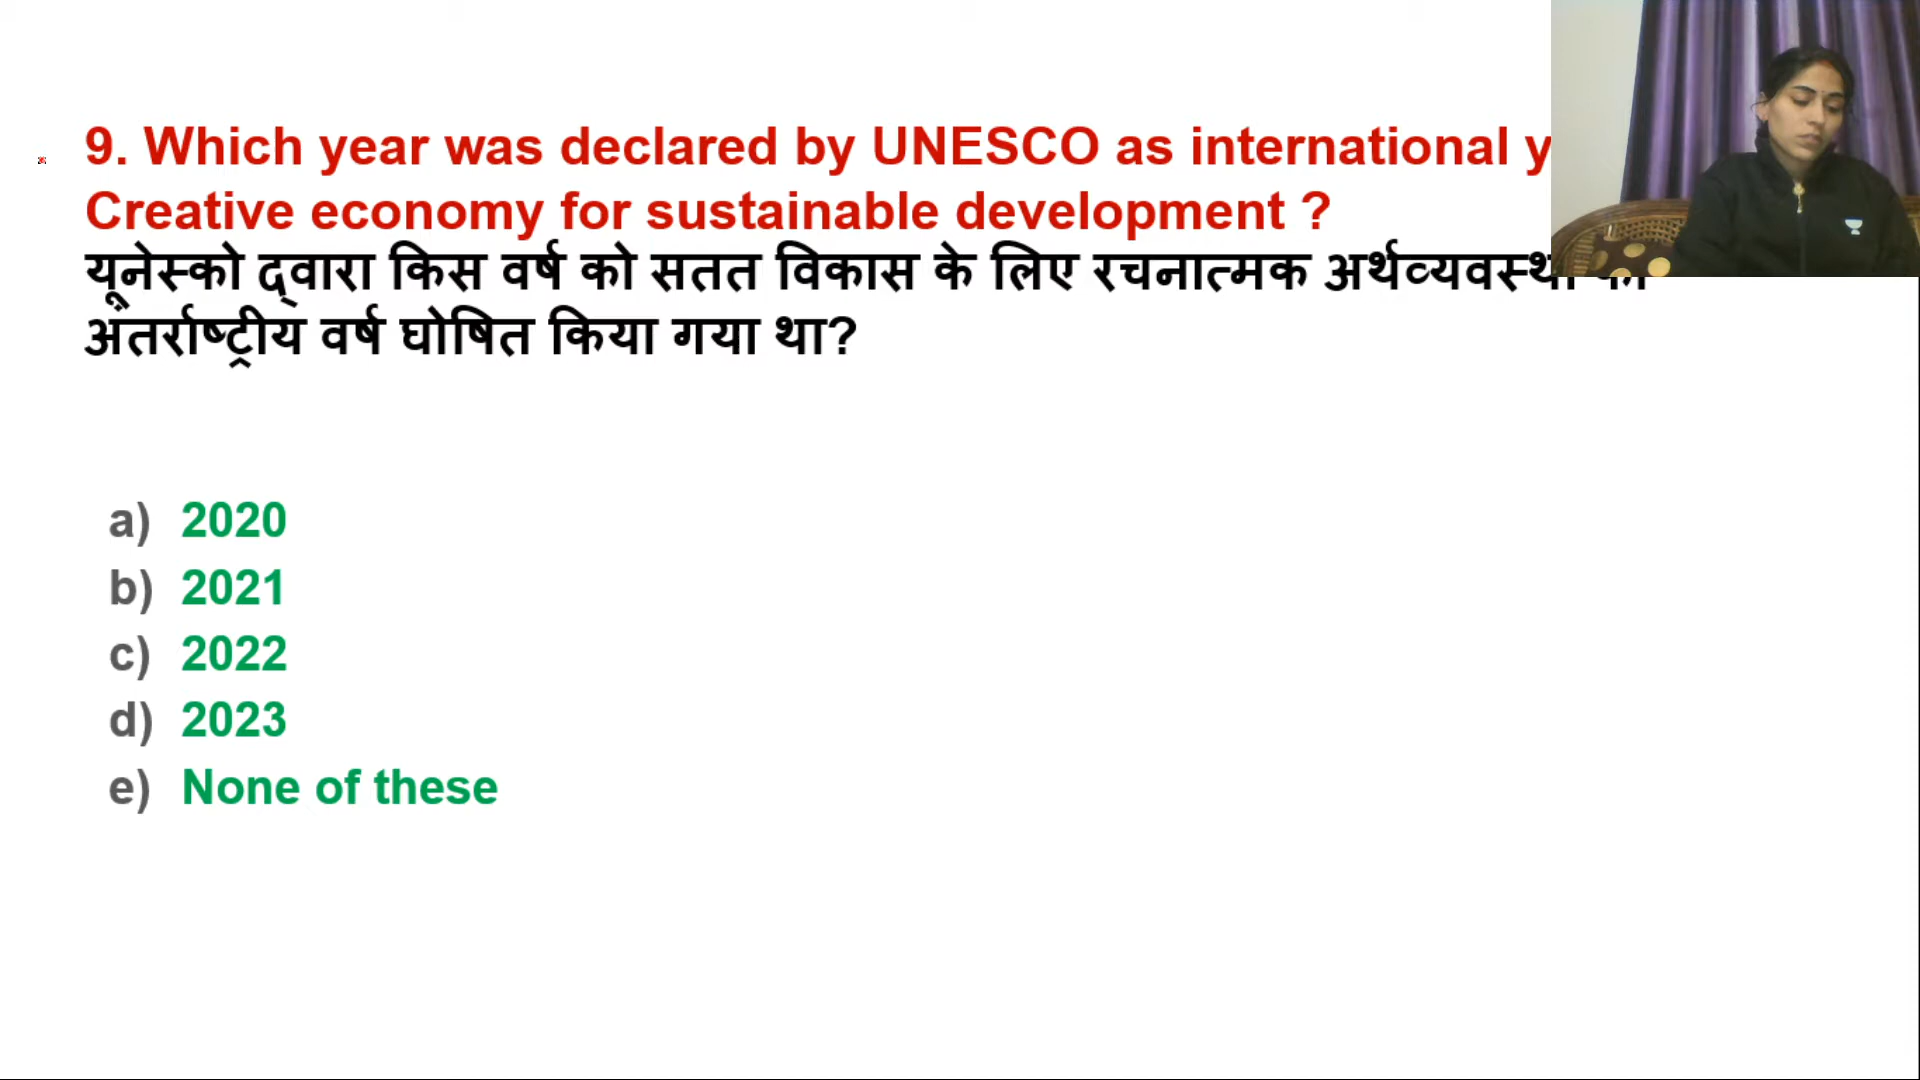 9. Which year was declared by UNESCO as international
Creative economy for sustainable development ?
यूनेस्को द्वारा किस वर्ष को सतत विकास के लिए रचनात्मक अर्थव्यवस्था
अंतर्राष्ट्रीय वर्ष घोषित किया गया था?
a) 2020
b) 2021
c) 2022
d) 2023
e) None of these